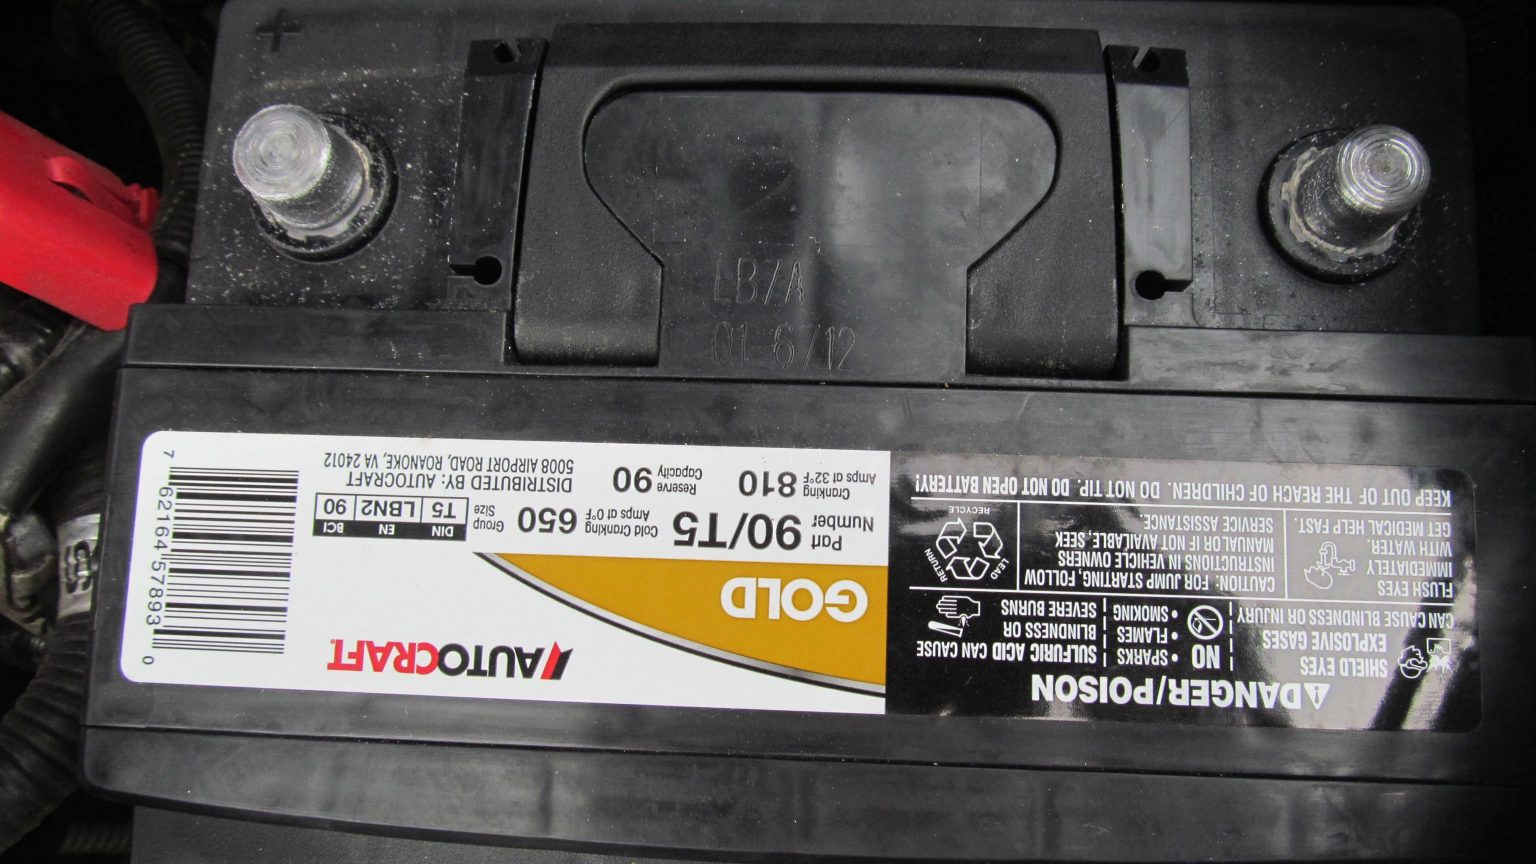 +
LB7A
01-6/12
⚠DANGER/POISON
SHIELD EYES
EXPLOSIVE GASES
CAN CAUSE BLINDNESS OR INJURY
NO
• SPARKS
• FLAMES
• SMOKING
SULFURIC ACID CAN CAUSE
BLINDNESS OR
SEVERE BURNS
FLUSH EYES
IMMEDIATELY
WITH WATER.
GET MEDICAL HELP FAST.
CAUTION: FOR JUMP STARTING, FOLLOW
INSTRUCTIONS IN VEHICLE OWNERS
MANUAL OR IF NOT AVAILABLE, SEEK
SERVICE ASSISTANCE.
LEAD
RETURN
RECYCLE
KEEP OUT OF THE REACH OF CHILDREN. DO NOT TIP. DO NOT OPEN BATTERY!
AUTOCRAFT
GOLD
Part Number 90/T5
Cold Cranking Amps at 0°F 650
Group Size
DIN EN BCI
T5 LBN2 90
Cranking Amps at 32°F 810
Reserve Capacity 90
DISTRIBUTED BY: AUTOCRAFT
5008 AIRPORT ROAD, ROANOKE, VA 24012
7 62164 57893 0